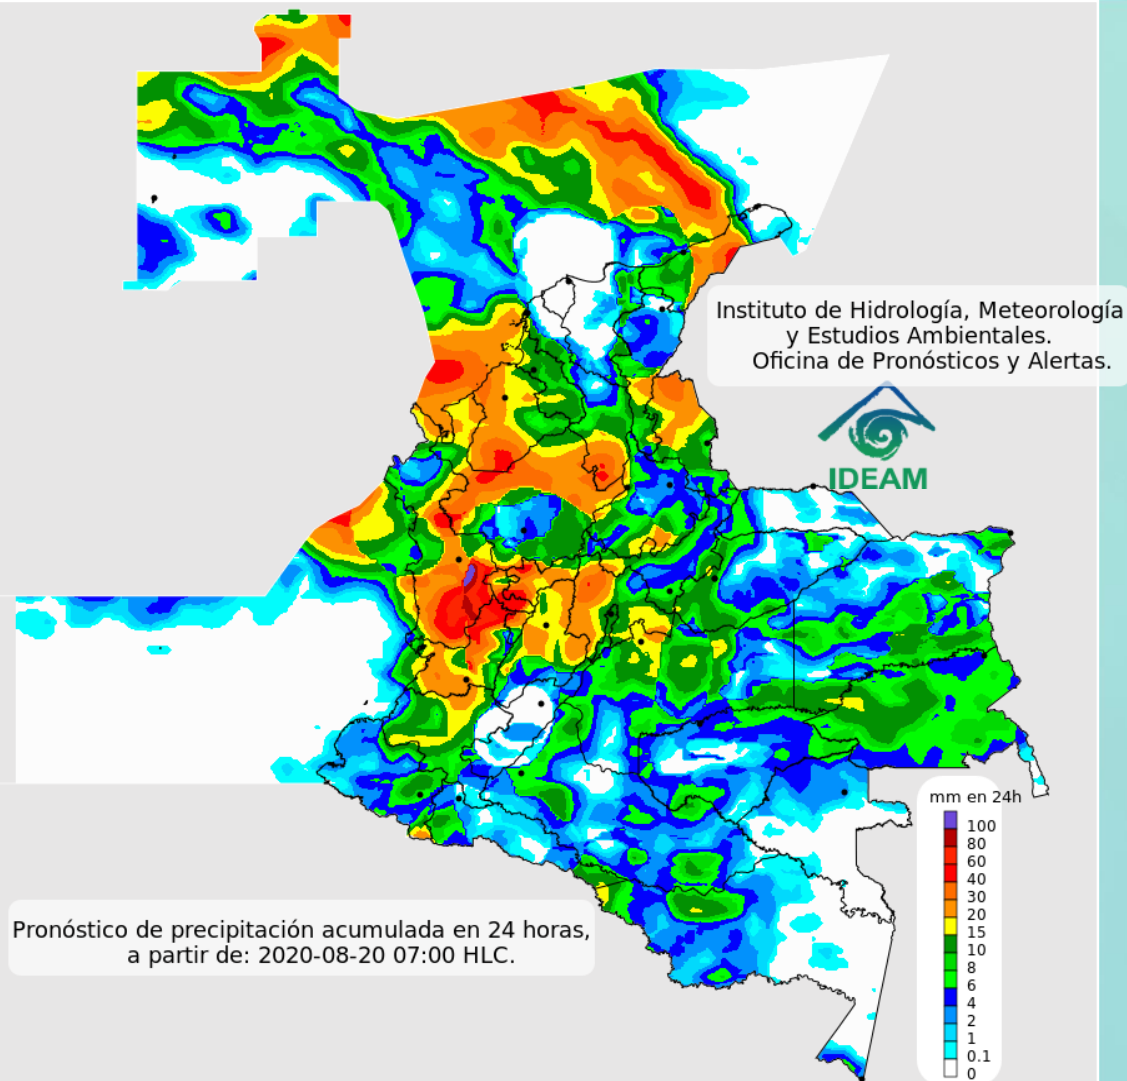 Instituto de Hidrología, Meteorología
y Estudios Ambientales.
Oficina de Pronósticos y Alertas.
IDEAM
mm en 24h
100
80
60
40
30
20
15
10
8
6
4
2
1
0.1
0
Pronóstico de precipitación acumulada en 24 horas,
a partir de: 2020-08-20 07:00 HLC.